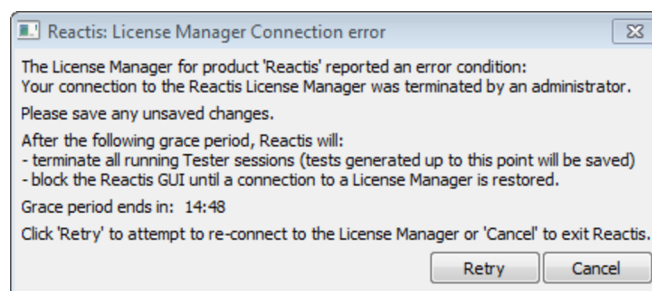 Reactis: License Manager Connection error
The License Manager for product 'Reactis' reported an error condition:
Your connection to the Reactis License Manager was terminated by an administrator.
Please save any unsaved changes.
After the following grace period, Reactis will:
- terminate all running Tester sessions (tests generated up to this point will be saved)
- block the Reactis GUI until a connection to a License Manager is restored.
Grace period ends in: 14:48
Click 'Retry' to attempt to re-connect to the License Manager or 'Cancel' to exit Reactis.
Retry
Cancel